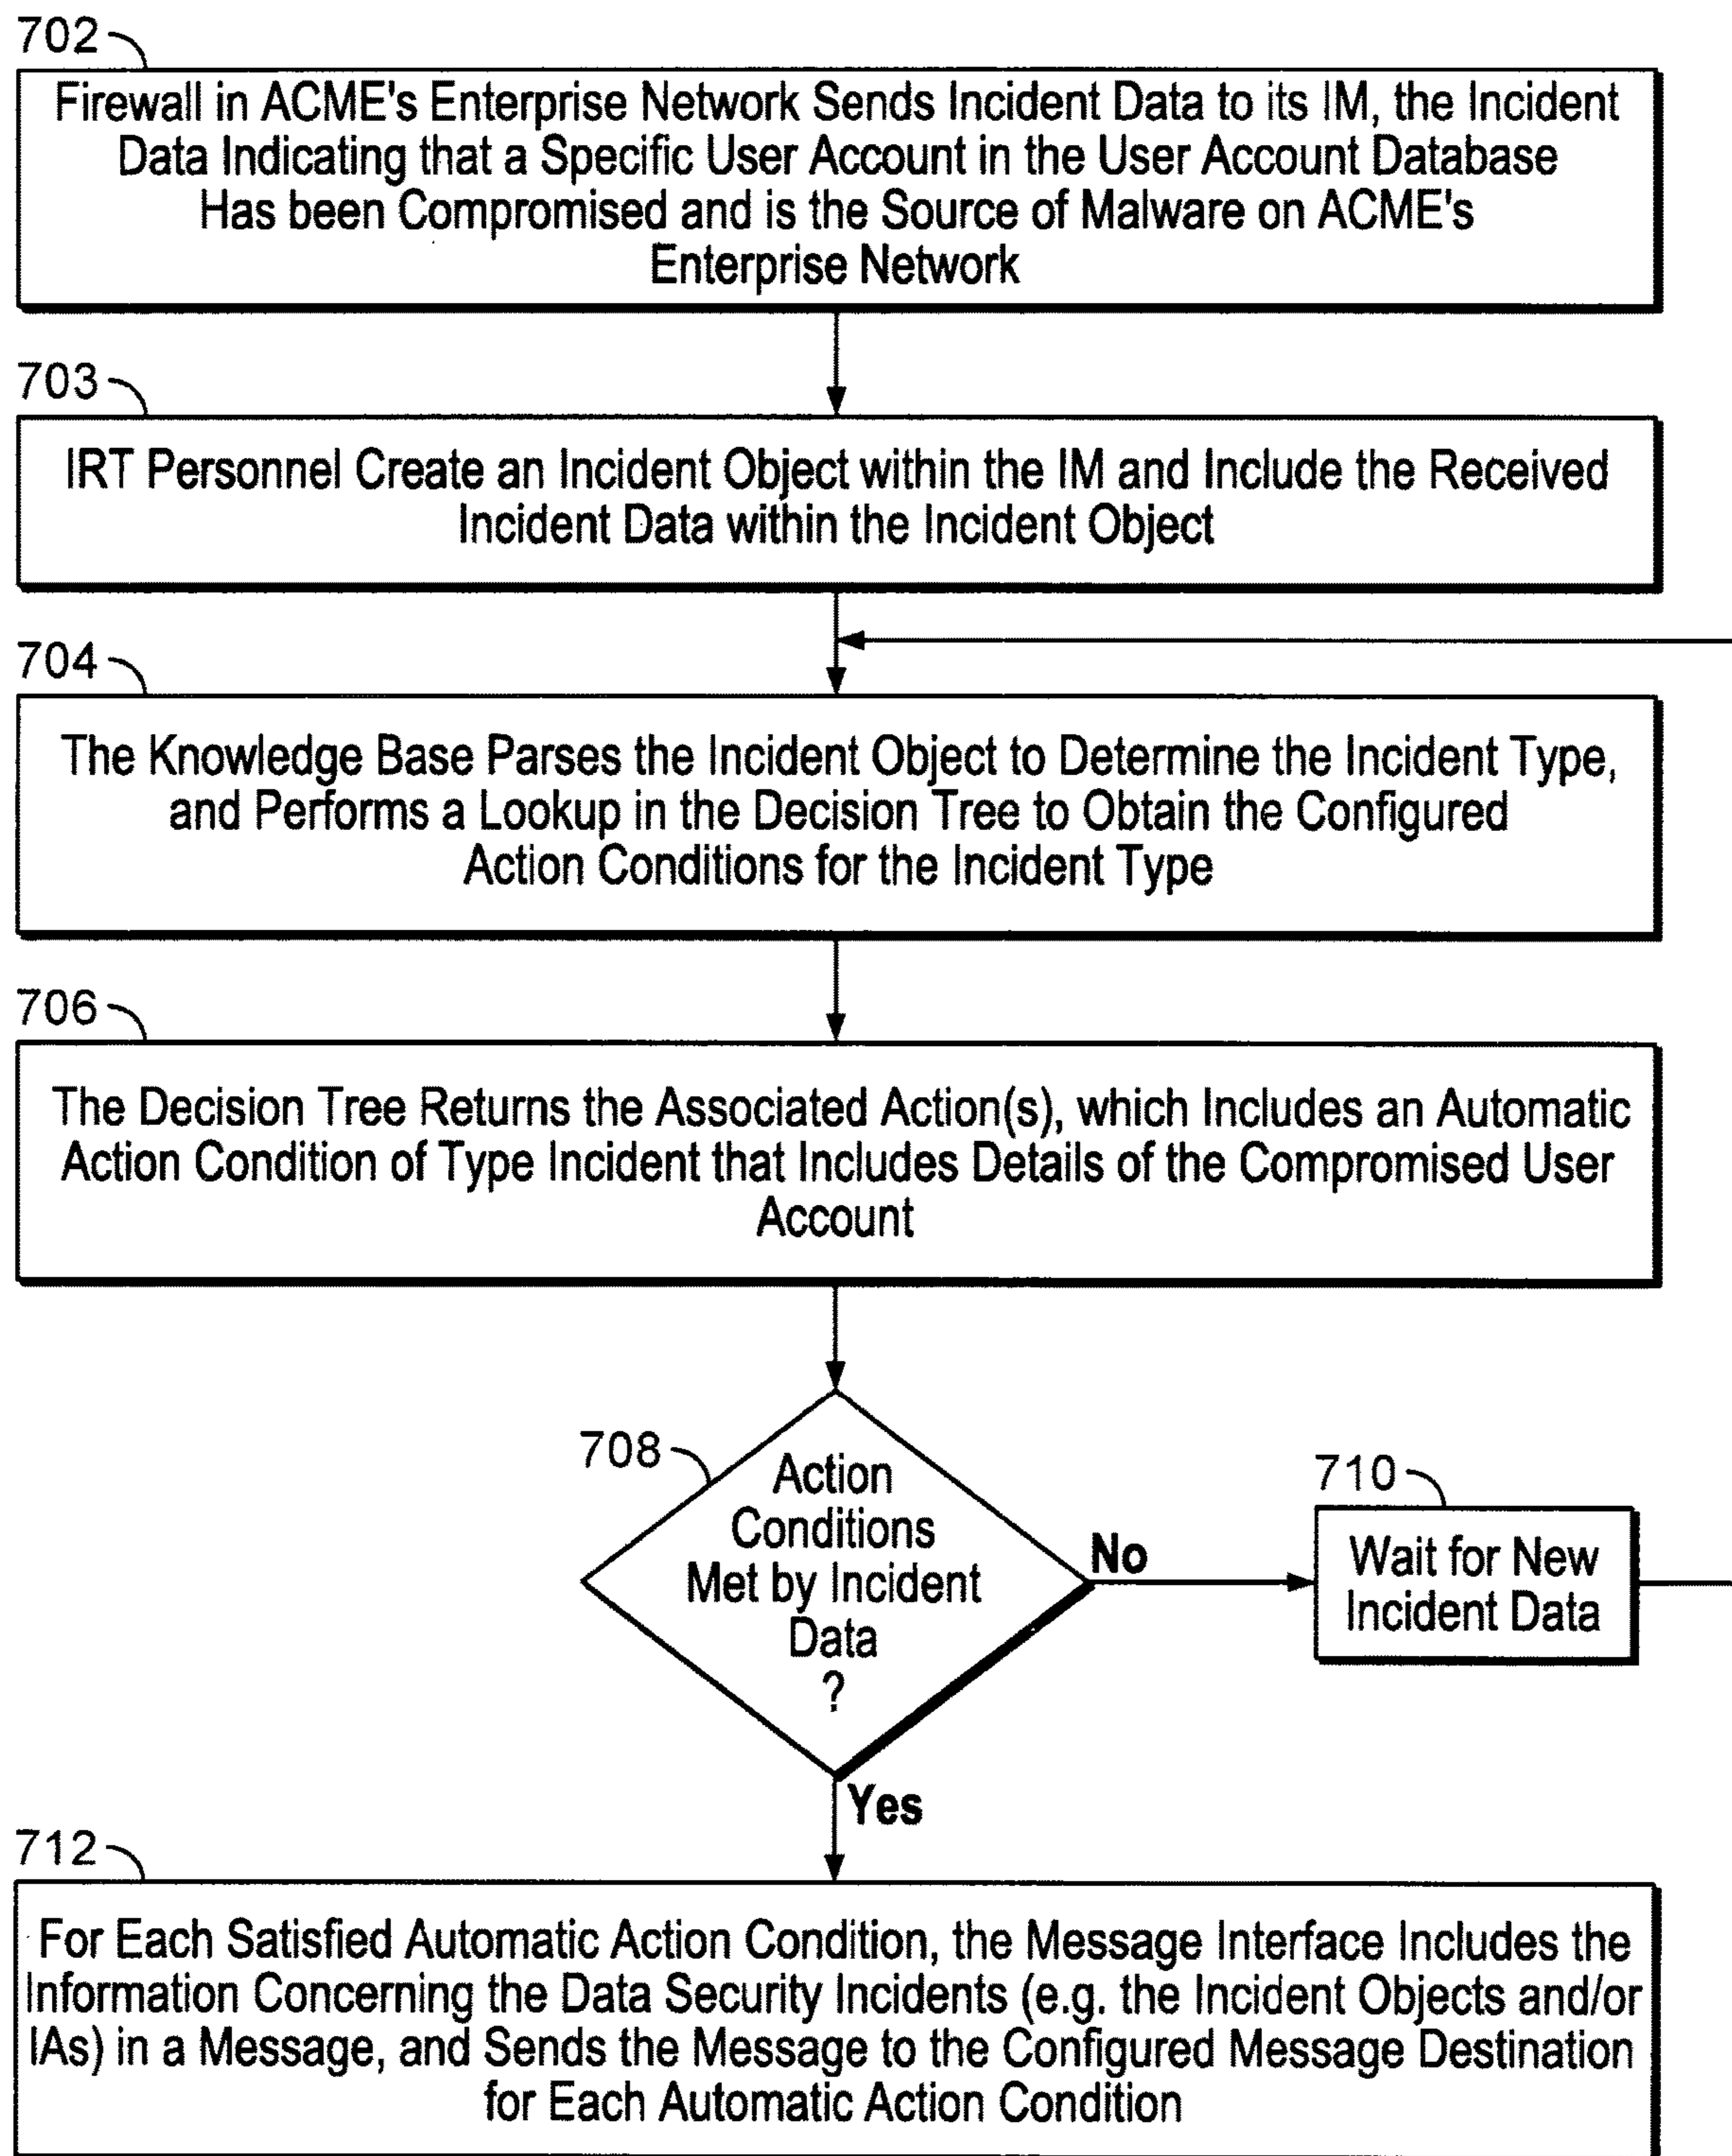 702
Firewall in ACME's Enterprise Network Sends Incident Data to its IM, the Incident
Data Indicating that a Specific User Account in the User Account Database
Has been Compromised and is the Source of Malware on ACME's
Enterprise Network
703
IRT Personnel Create an Incident Object within the IM and Include the Received
Incident Data within the Incident Object
704
The Knowledge Base Parses the Incident Object to Determine the Incident Type,
and Performs a Lookup in the Decision Tree to Obtain the Configured
Action Conditions for the Incident Type
706
The Decision Tree Returns the Associated Action(s), which Includes an Automatic
Action Condition of Type Incident that Includes Details of the Compromised User
Account
708
Action
Conditions
Met by Incident
Data
?
No
710
Wait for New
Incident Data
Yes
712
For Each Satisfied Automatic Action Condition, the Message Interface Includes the
Information Concerning the Data Security Incidents (e.g. the Incident Objects and/or
IAs) in a Message, and Sends the Message to the Configured Message Destination
for Each Automatic Action Condition